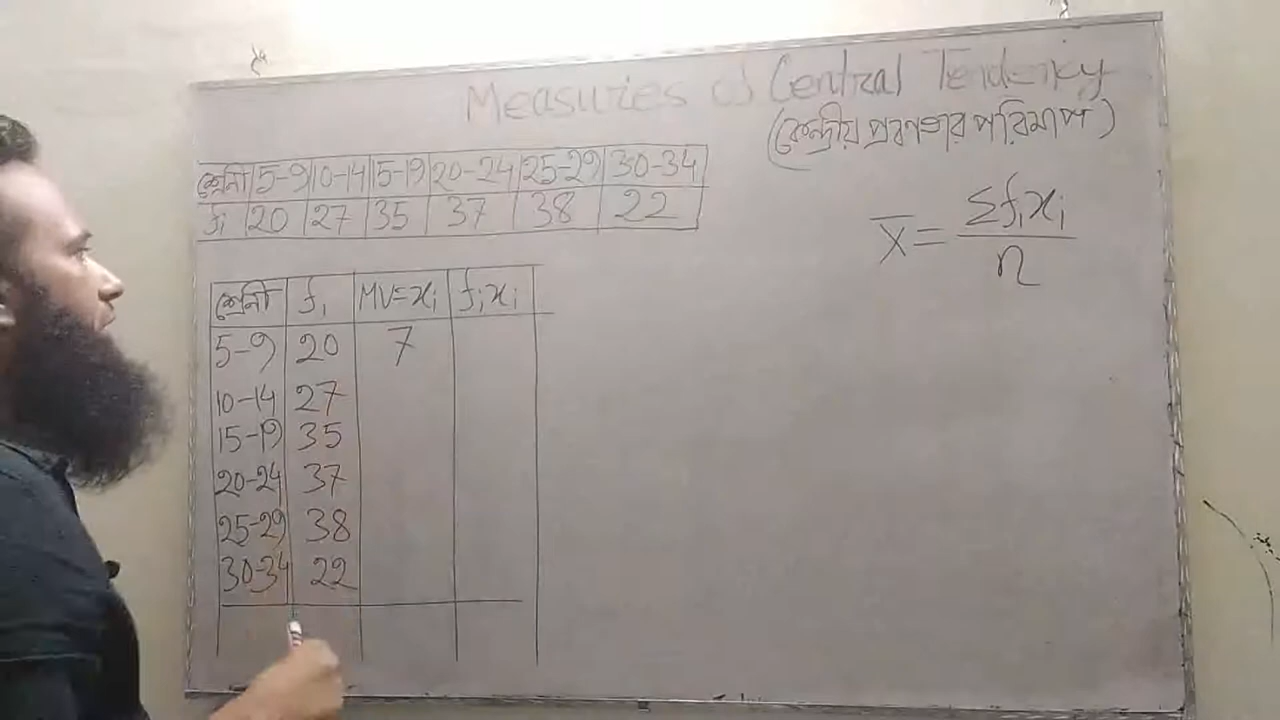 Measures of Central Tendency
(কেন্দ্রীয় প্রবণতার পরিমাপ)
শ্রেনী 5-9 10-14 15-19 20-24 25-29 30-34
fi 20 27 35 37 38 22
x̄ = Σfixi / n
শ্রেনী fi MV=xi fixi
5-9 20 7
10-14 27
15-19 35
20-24 37
25-29 38
30-34 22